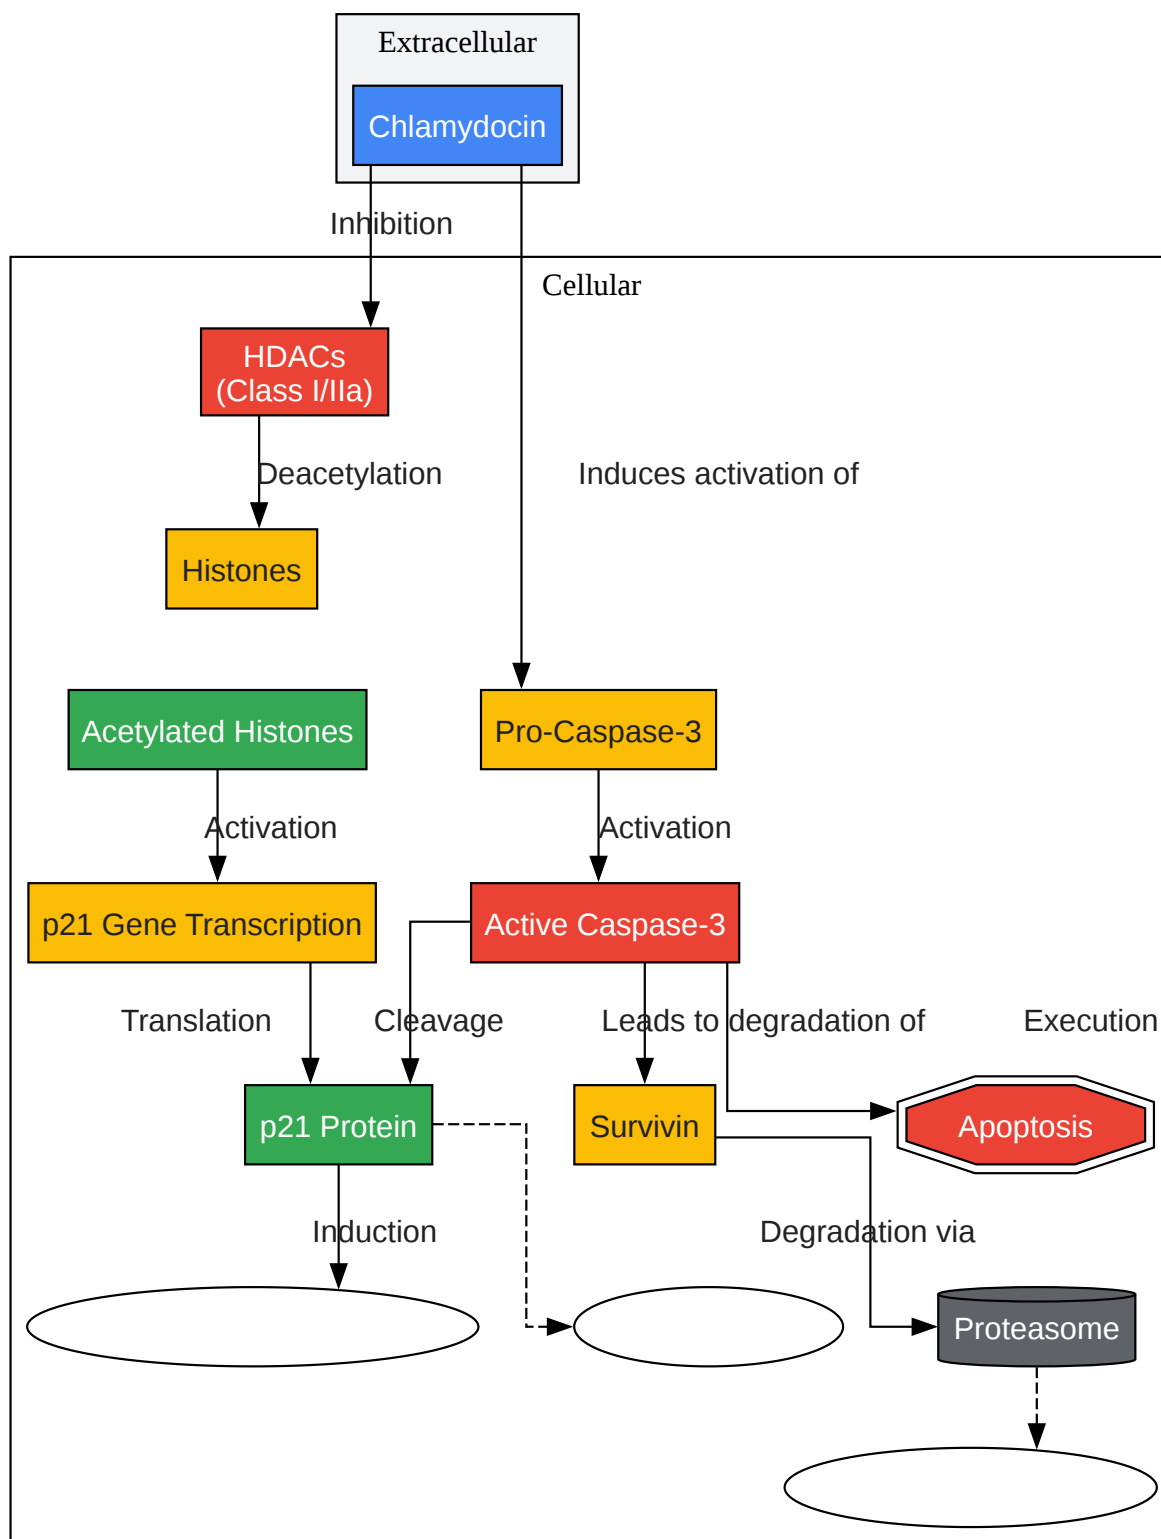 Extracellular
Chlamydocin
Inhibition
Cellular
HDACs
(Class I/IIa)
Deacetylation
Induces activation of
Histones
Acetylated Histones
Pro-Caspase-3
Activation
Activation
p21 Gene Transcription
Active Caspase-3
Translation
Cleavage
Leads to degradation of
Execution
p21 Protein
Survivin
Apoptosis
Induction
Degradation via
Proteasome